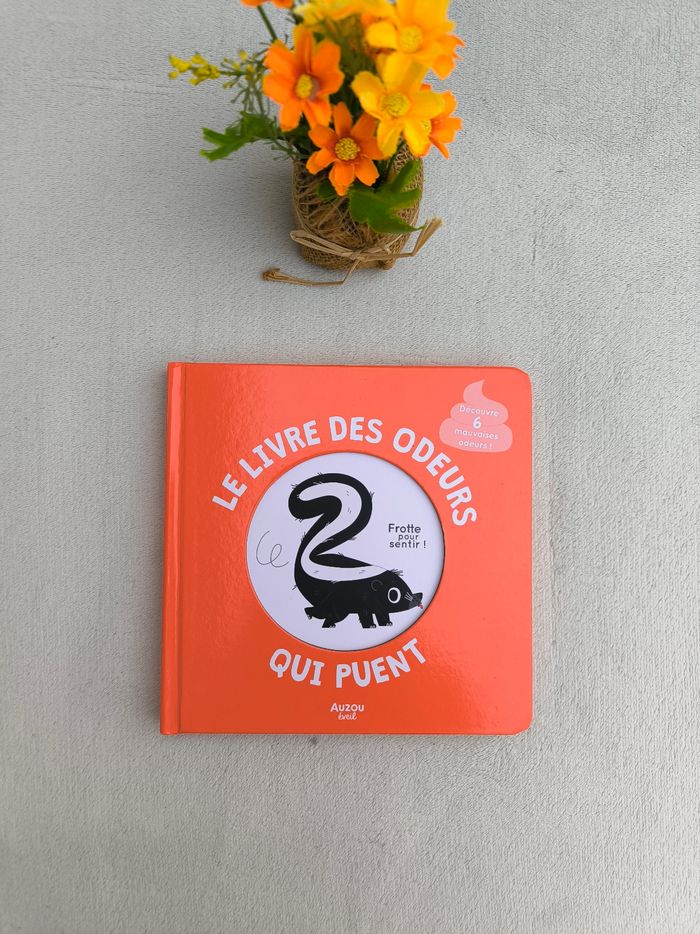 Découvre
6
mauvaises
odeurs !
LE LIVRE DES ODEURS
Frotte
pour
sentir !
QUI PUENT
Auzou
éveil